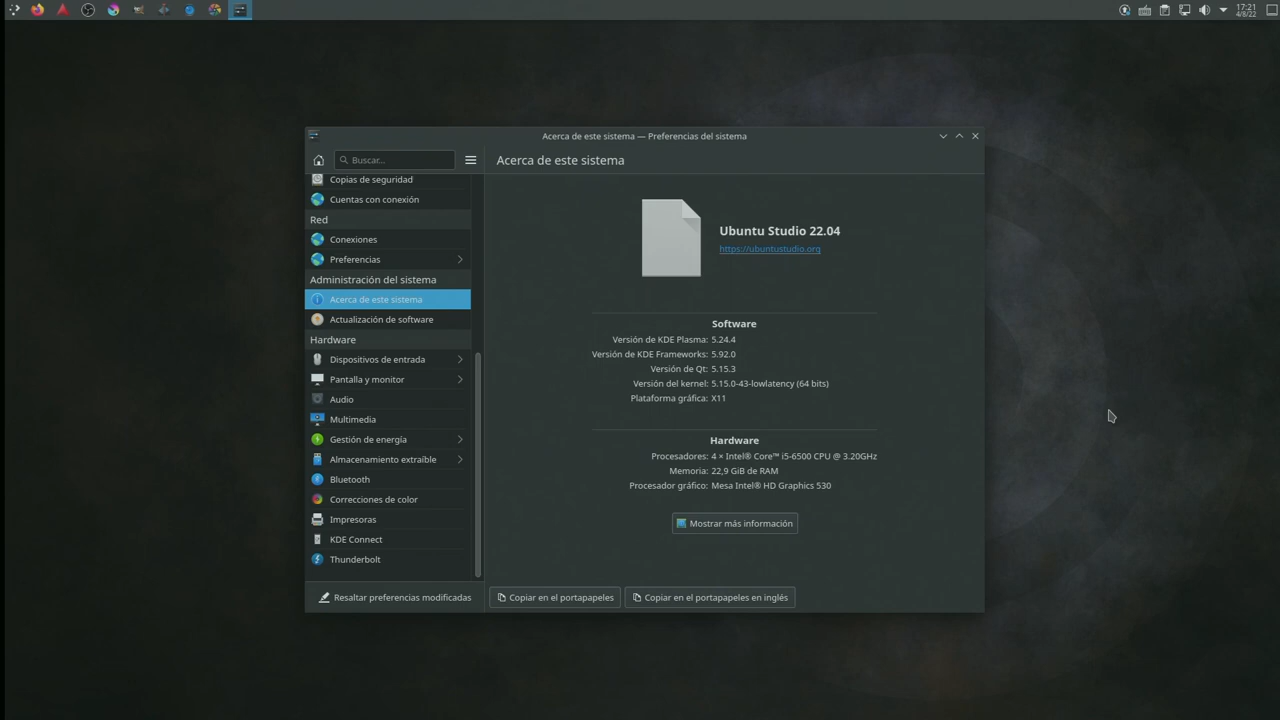 17:21
4/8/22
Acerca de este sistema — Preferencias del sistema
Buscar...
Acerca de este sistema
Copias de seguridad
Cuentas con conexión
Red
Conexiones
Preferencias
Administración del sistema
Acerca de este sistema
Actualización de software
Hardware
Dispositivos de entrada
Pantalla y monitor
Audio
Multimedia
Gestión de energía
Almacenamiento extraíble
Bluetooth
Correcciones de color
Impresoras
KDE Connect
Thunderbolt
Resaltar preferencias modificadas
Ubuntu Studio 22.04
https://ubuntustudio.org
Software
Versión de KDE Plasma: 5.24.4
Versión de KDE Frameworks: 5.92.0
Versión de Qt: 5.15.3
Versión del kernel: 5.15.0-43-lowlatency (64 bits)
Plataforma gráfica: X11
Hardware
Procesadores: 4 × Intel® Core™ i5-6500 CPU @ 3.20GHz
Memoria: 22,9 GiB de RAM
Procesador gráfico: Mesa Intel® HD Graphics 530
Mostrar más información
Copiar en el portapapeles
Copiar en el portapapeles en inglés